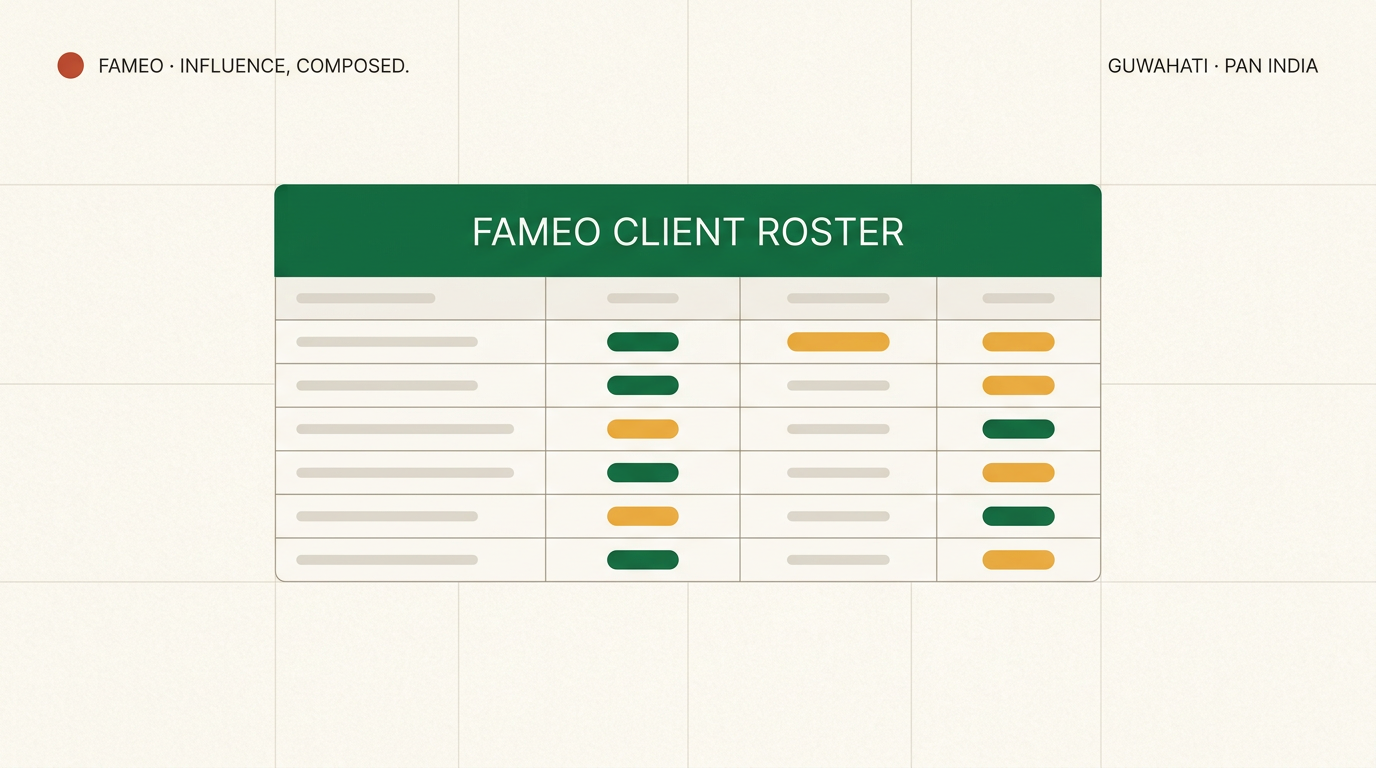 FAMEO · INFLUENCE, COMPOSED.
GUWAHATI · PAN INDIA
FAMEO CLIENT ROSTER